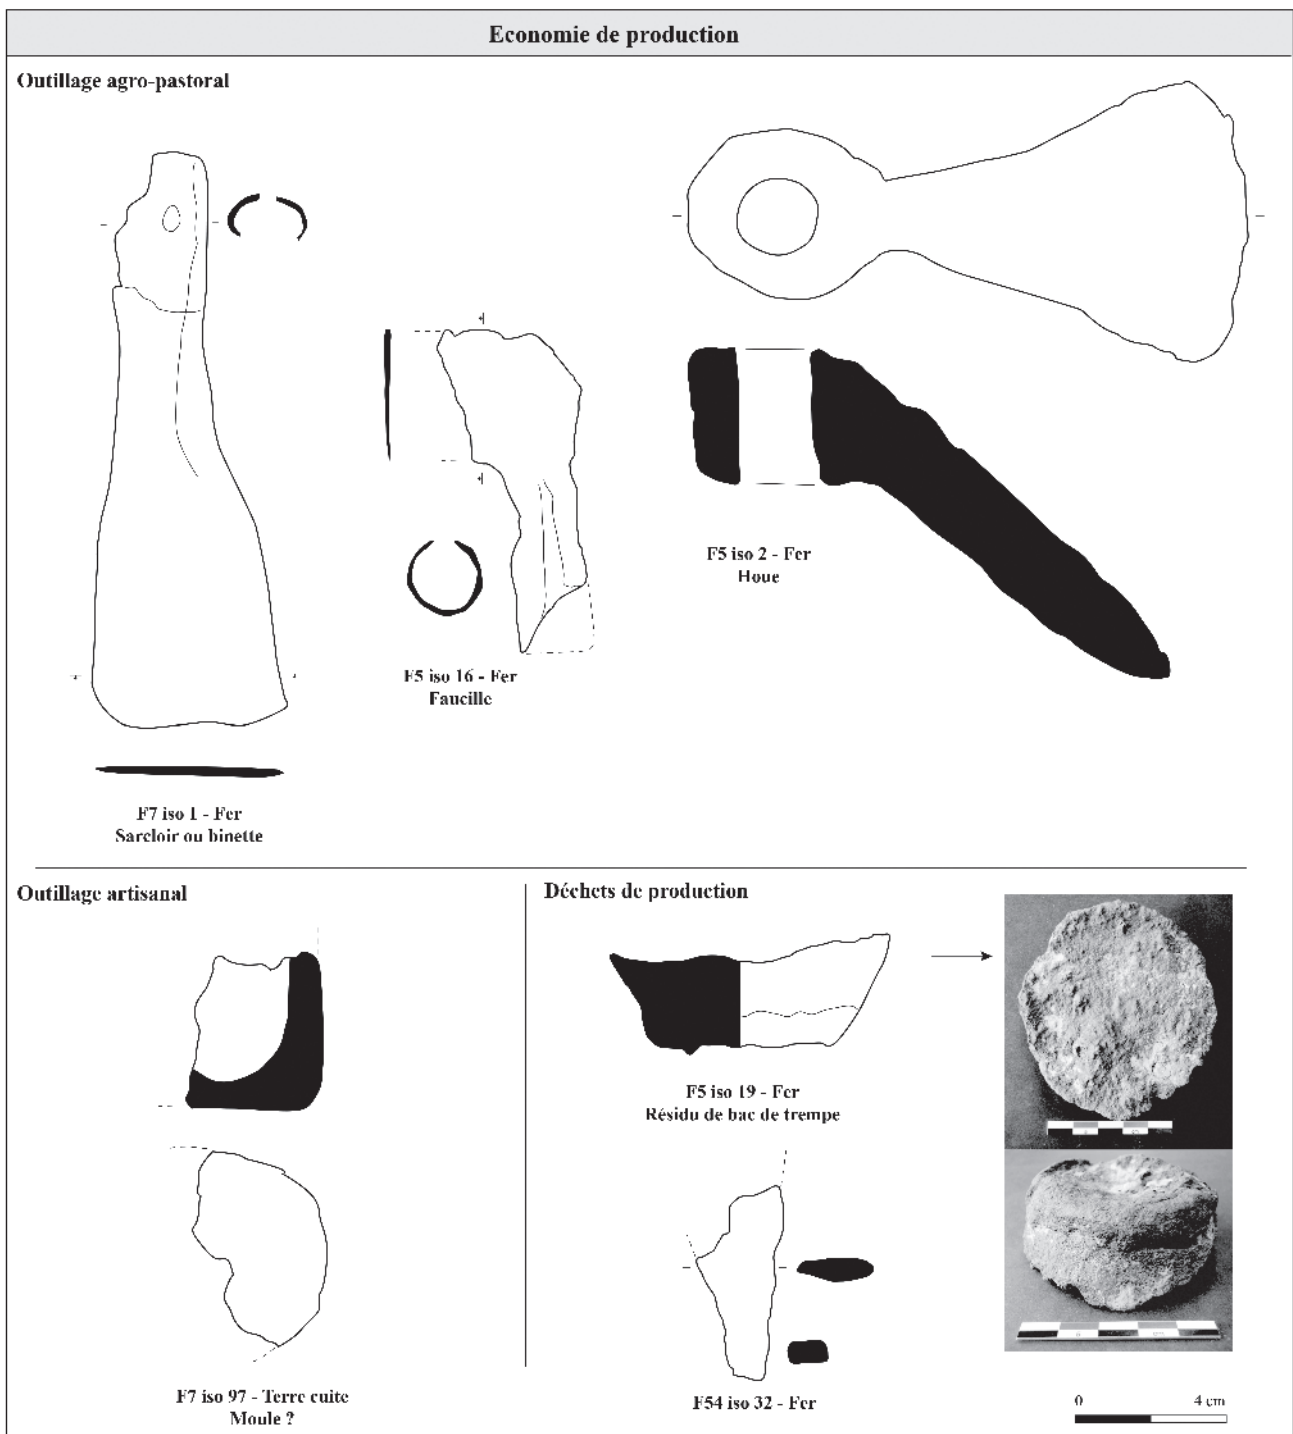 Economie de production
Outillage agro-pastoral
F5 iso 2 - Fer
Houe
F5 iso 16 - Fer
Faucille
F7 iso 1 - Fer
Sarcloir ou binette
Outillage artisanal
Déchets de production
F5 iso 19 - Fer
Résidu de bac de trempe
F7 iso 97 - Terre cuite
Moule ?
F54 iso 32 - Fer
0 4 cm